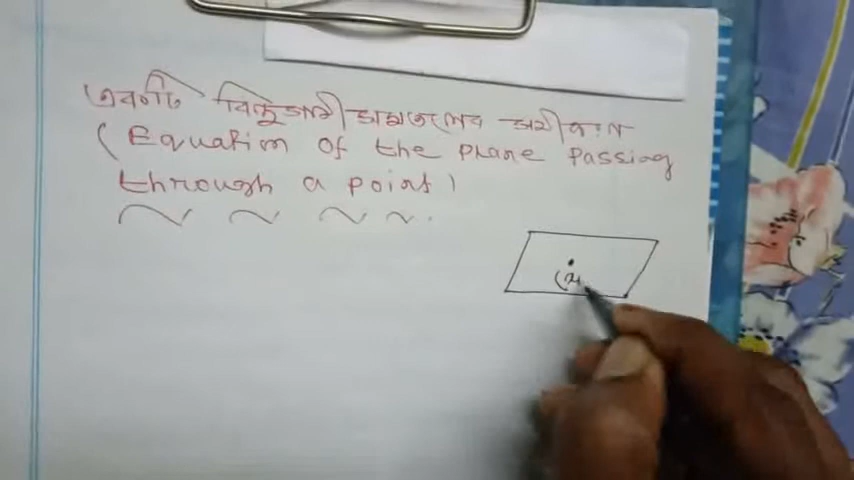 একটি বিন্দুগামী সমতলের সমীকরণ
(Equation of the plane passing
through a point)
(x